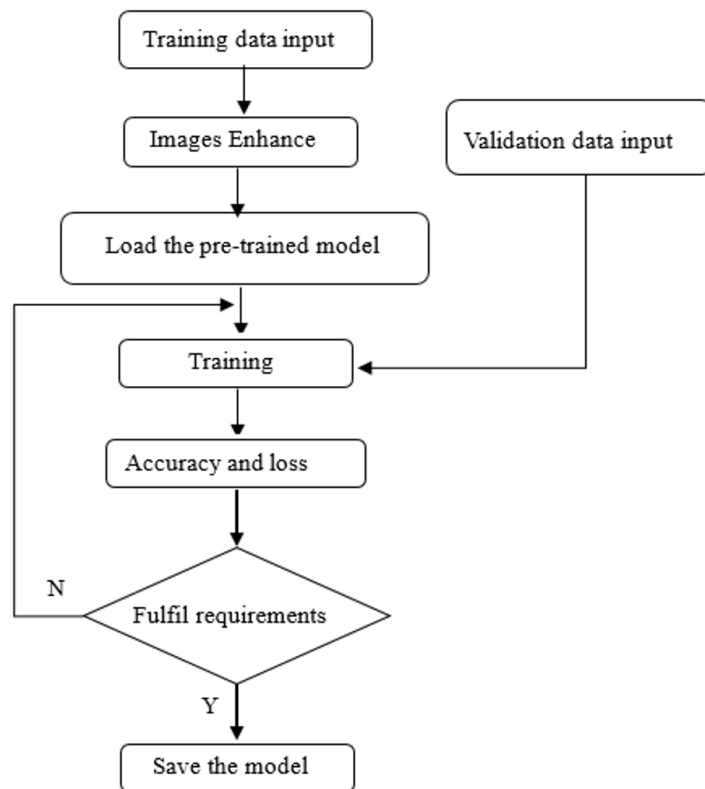 Training data input
Images Enhance
Validation data input
Load the pre-trained model
Training
Accuracy and loss
N
Fulfil requirements
Y
Save the model